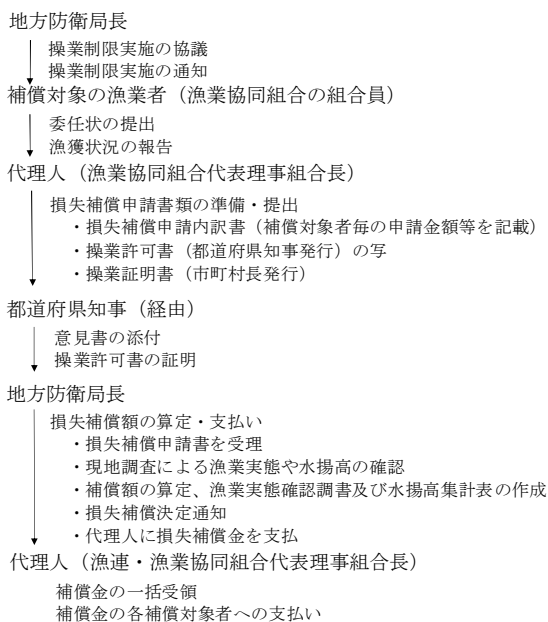 地方防衛局長
操業制限実施の協議
操業制限実施の通知
補償対象の漁業者（漁業協同組合の組合員）
委任状の提出
漁獲状況の報告
代理人（漁業協同組合代表理事組合長）
損失補償申請書類の準備・提出
・損失補償申請内訳書（補償対象者毎の申請金額等を記載）
・操業許可書（都道府県知事発行）の写
・操業証明書（市町村長発行）
都道府県知事（経由）
意見書の添付
操業許可書の証明
地方防衛局長
損失補償額の算定・支払い
・損失補償申請書を受理
・現地調査による漁業実態や水揚高の確認
・補償額の算定、漁業実態確認調書及び水揚高集計表の作成
・損失補償決定通知
・代理人に損失補償金を支払
代理人（漁連・漁業協同組合代表理事組合長）
補償金の一括受領
補償金の各補償対象者への支払い